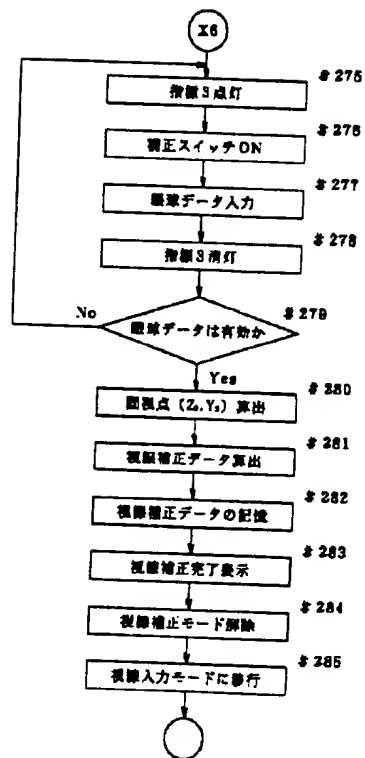 X6
#275
指標3点灯
#276
補正スイッチON
#277
眼球データ入力
#278
指標3消灯
#279
眼球データは有効か
No
Yes
#280
固視点 (Z₃,Y₃) 算出
#281
視線補正データ算出
#282
視線補正データの記憶
#283
視線補正完了表示
#284
視線補正モード解除
#285
視線入力モードに移行